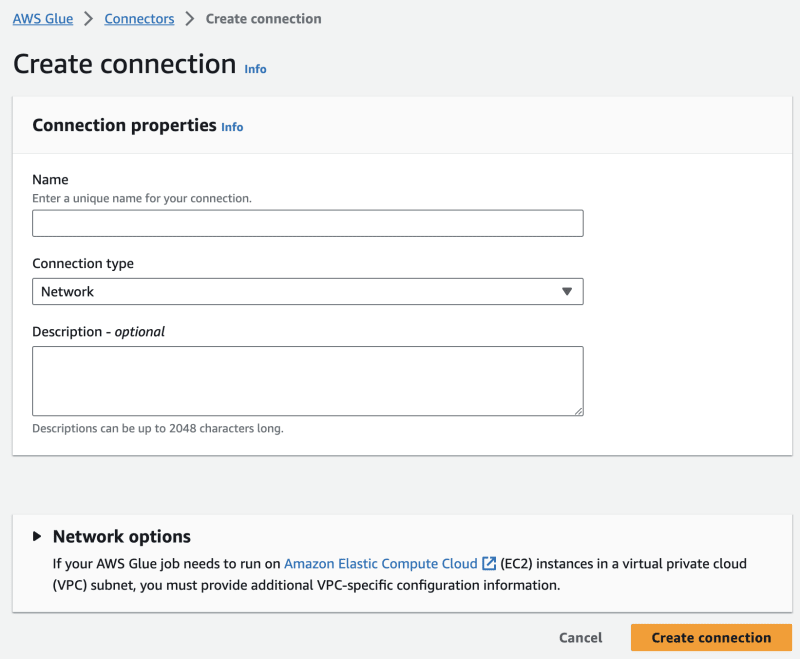 AWS Glue > Connectors > Create connection
Create connection Info
Connection properties Info
Name
Enter a unique name for your connection.
Connection type
Network
Description - optional
Descriptions can be up to 2048 characters long.
Network options
If your AWS Glue job needs to run on Amazon Elastic Compute Cloud (EC2) instances in a virtual private cloud
(VPC) subnet, you must provide additional VPC-specific configuration information.
Cancel Create connection